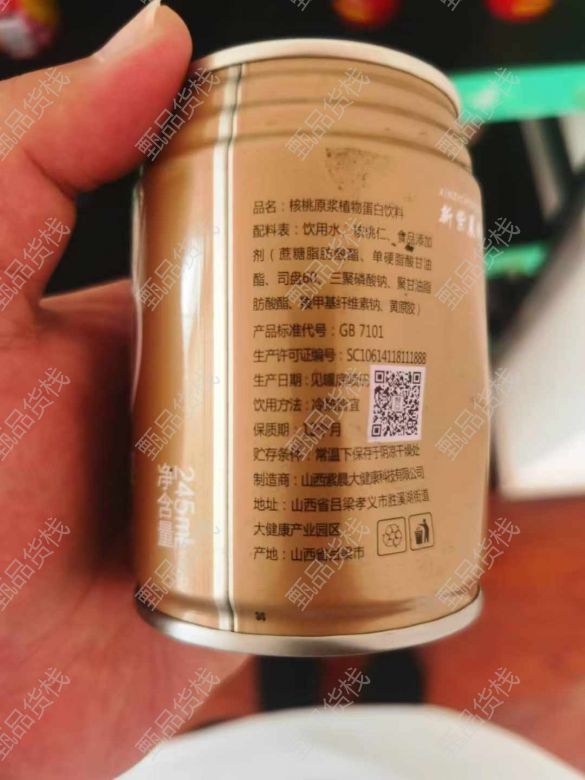 品名：核桃原浆植物蛋白饮料
配料表：饮用水、核桃仁、食品添加
剂（蔗糖脂肪酸酯、单硬脂酸甘油
酯、司盘60、三聚磷酸钠、聚甘油脂
肪酸酯、羧甲基纤维素钠、黄原胶）
产品标准代号：GB 7101
生产许可证编号：SC10614118111888
生产日期：见罐底
饮用方法：冷热皆宜
保质期：月
贮存条件：常温下保存于阴凉干燥处
制造商：山西紫晨大健康科技有限公司
地址：山西省吕梁孝义市胜溪湖街道
大健康产业园区
产地：山西省吕梁市
净含量
245ml
新紫晨
甄品货栈